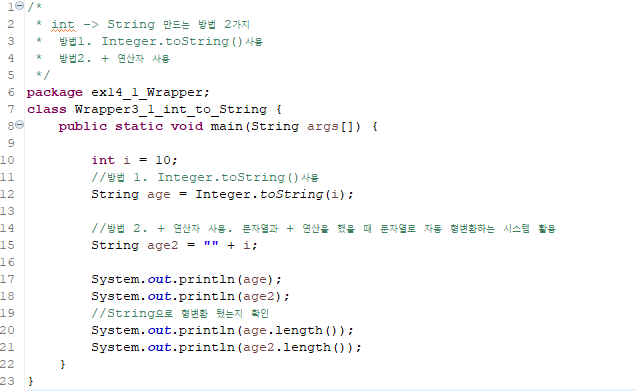 1 /*
2  * int -> String 만드는 방법 2가지
3  *  방법1. Integer.toString()사용
4  *  방법2. + 연산자 사용
5  */
6 package ex14_1_Wrapper;
7 class Wrapper3_1_int_to_String {
8     public static void main(String args[]) {
9
10         int i = 10;
11         //방법 1. Integer.toString()사용
12         String age = Integer.toString(i);
13
14         //방법 2. + 연산자 사용. 문자열과 + 연산을 했을 때 문자열로 자동 형변환하는 시스템 활용
15         String age2 = "" + i;
16
17         System.out.println(age);
18         System.out.println(age2);
19         //String으로 형변환 됐는지 확인
20         System.out.println(age.length());
21         System.out.println(age2.length());
22     }
23 }